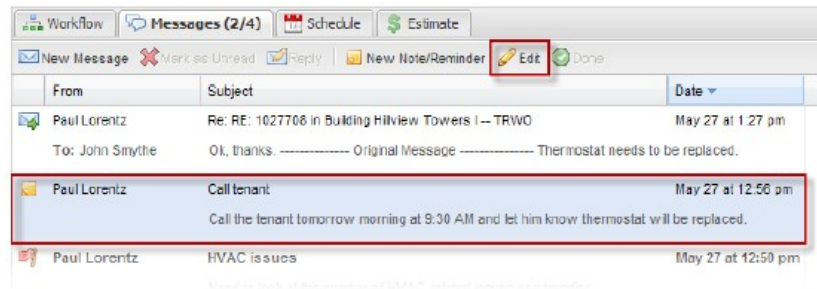 Workflow Messages (2/4) Schedule Estimate
New Message Mark as Unread Reply New Note/Reminder Edit Done
From Subject Date
Paul Lorentz Re: RE: 1027708 in Building Hillview Towers I -- TRWO May 27 at 1:27 pm
To: John Smythe Ok, thanks. --------------- Original Message --------------- Thermostat needs to be replaced.
Paul Lorentz Call tenant May 27 at 12:56 pm
Call the tenant tomorrow morning at 9:30 AM and let him know thermostat will be replaced.
Paul Lorentz HVAC issues May 27 at 12:50 pm